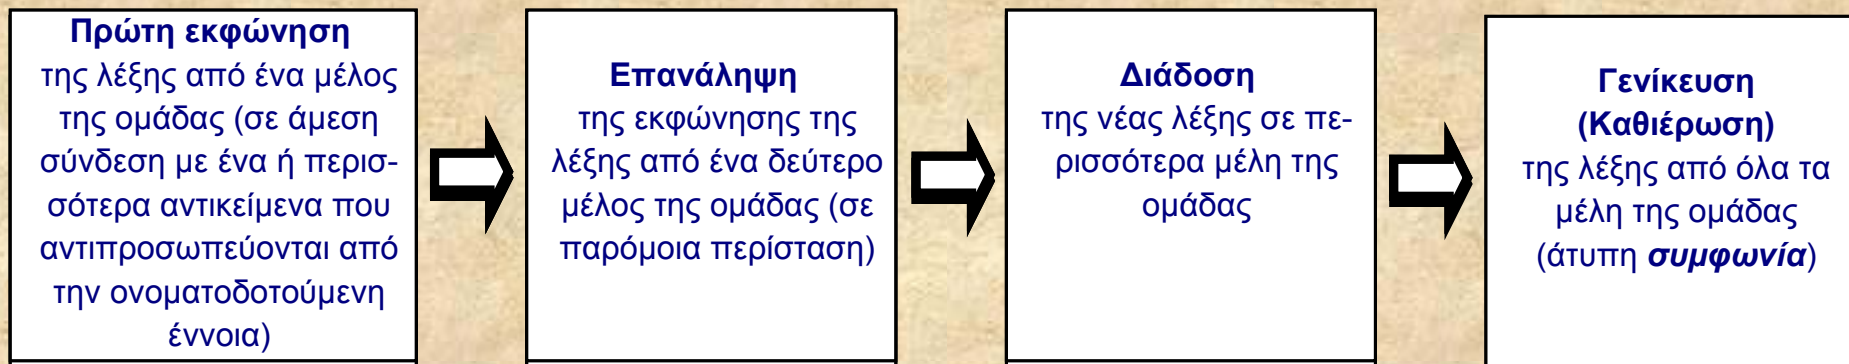 Πρώτη εκφώνηση
της λέξης από ένα μέλος
της ομάδας (σε άμεση
σύνδεση με ένα ή περισ-
σότερα αντικείμενα που
αντιπροσωπεύονται από
την ονοματοδοτούμενη
έννοια)
Επανάληψη
της εκφώνησης της
λέξης από ένα δεύτερο
μέλος της ομάδας (σε
παρόμοια περίσταση)
Διάδοση
της νέας λέξης σε πε-
ρισσότερα μέλη της
ομάδας
Γενίκευση
(Καθιέρωση)
της λέξης από όλα τα
μέλη της ομάδας
(άτυπη συμφωνία)